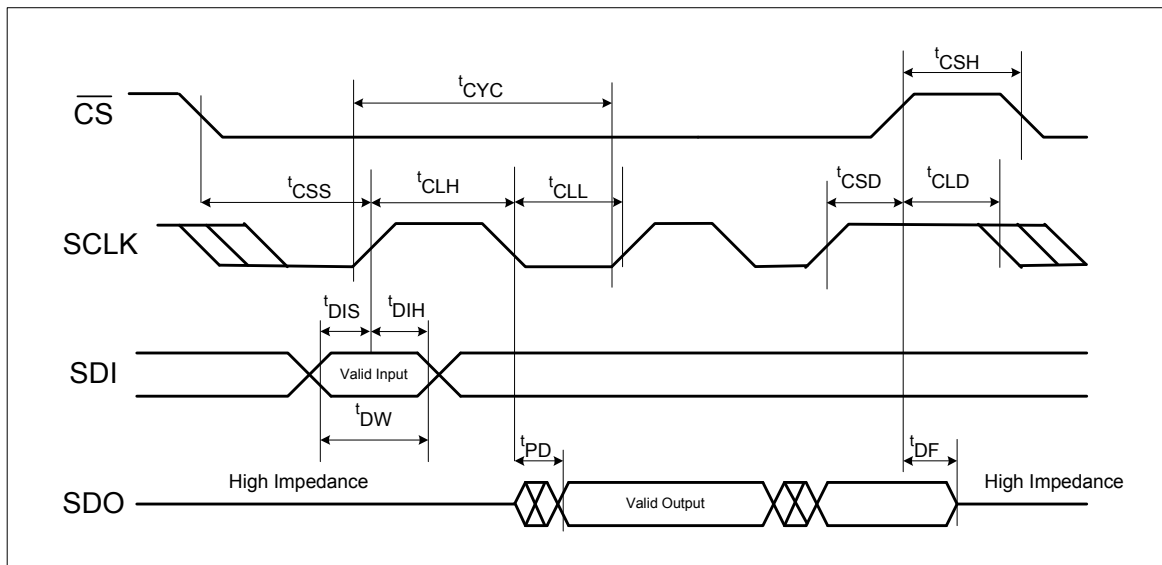 tCSH
tCYC
CS
tCSS
tCLH
tCLL
tCSD
tCLD
SCLK
tDIS
tDIH
SDI
Valid Input
tDW
tPD
tDF
High Impedance
High Impedance
SDO
Valid Output